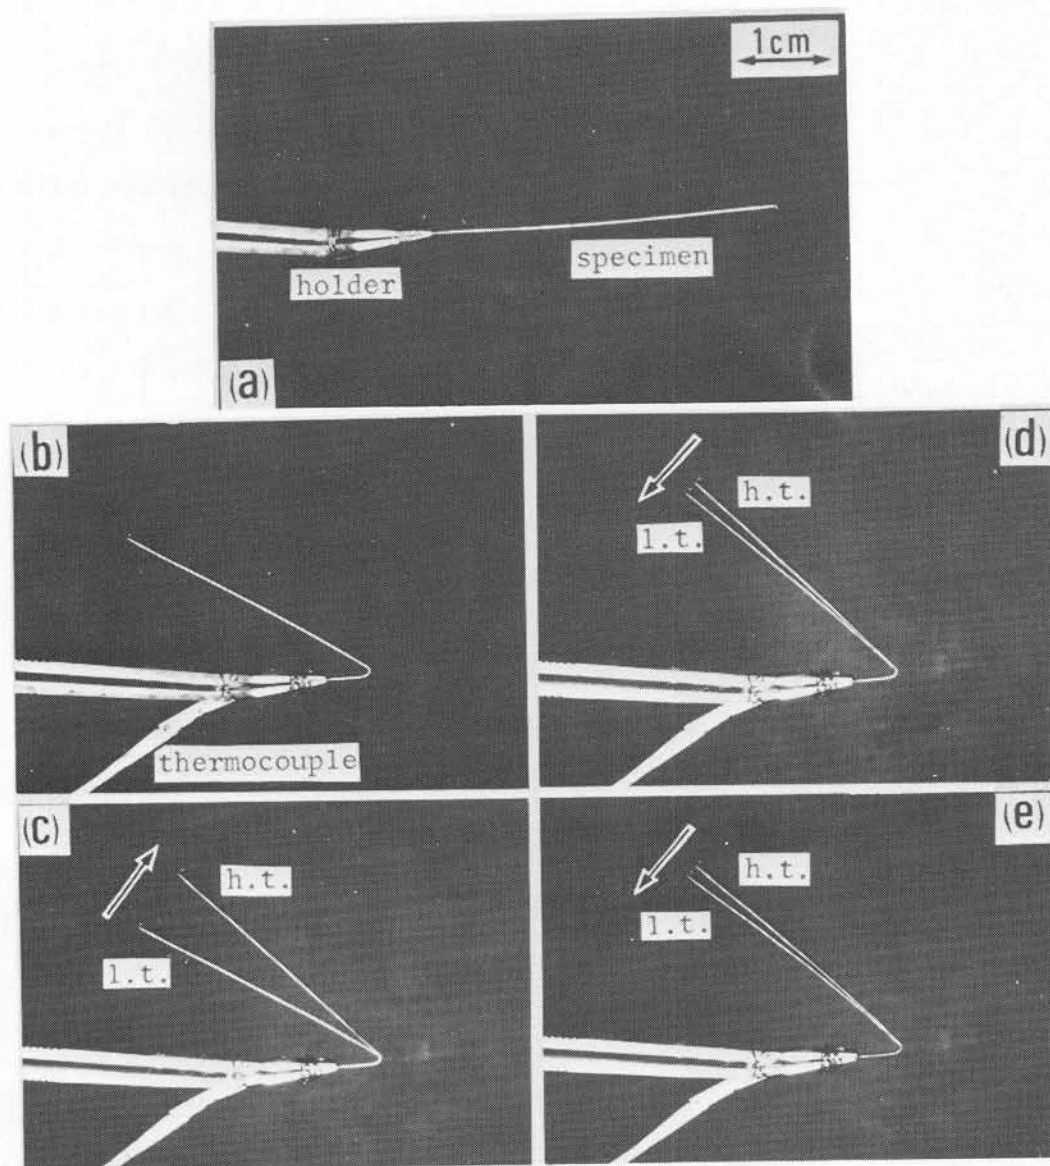 1cm
specimen
holder
(a)
(b)
thermocouple
(d)
h.t.
l.t.
(c)
h.t.
l.t.
(e)
h.t.
l.t.